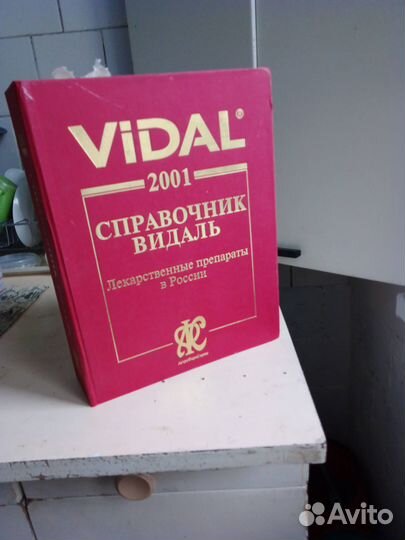 ViDAL®
2001
СПРАВОЧНИК
ВИДАЛЬ
Лекарственные препараты
в России
Avito